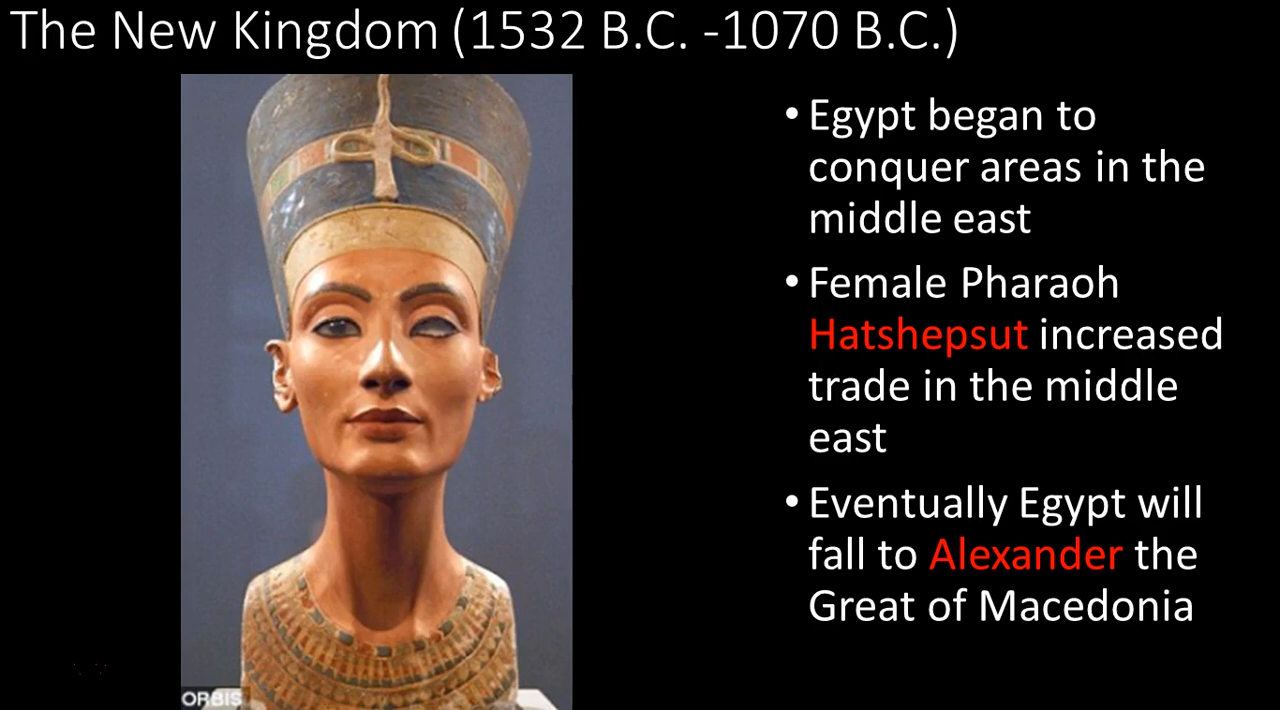 The New Kingdom (1532 B.C. -1070 B.C.)
• Egypt began to
conquer areas in the
middle east
• Female Pharaoh
Hatshepsut increased
trade in the middle
east
• Eventually Egypt will
fall to Alexander the
Great of Macedonia
ORBIS